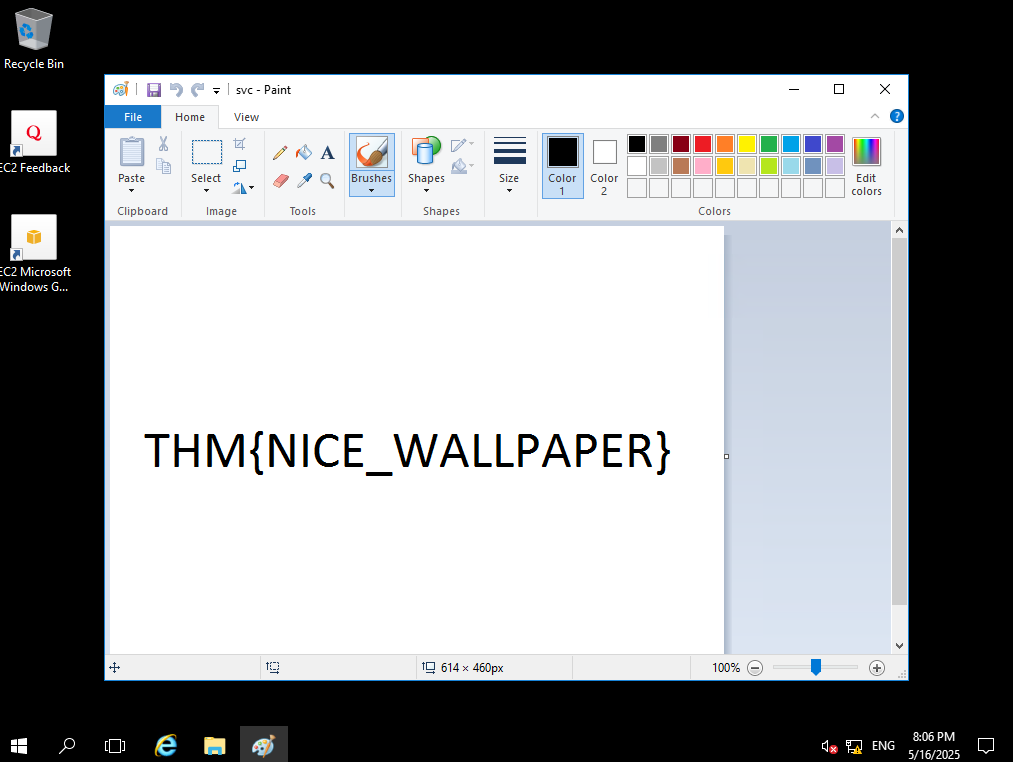 Recycle Bin
EC2 Feedback
EC2 Microsoft
Windows G...
svc - Paint
File
Home
View
Paste
Select
Brushes
Shapes
Size
Color
1
Color
2
Edit
colors
Clipboard
Image
Tools
Shapes
Colors
THM{NICE_WALLPAPER}
614 × 460px
100%
ENG
8:06 PM
5/16/2025